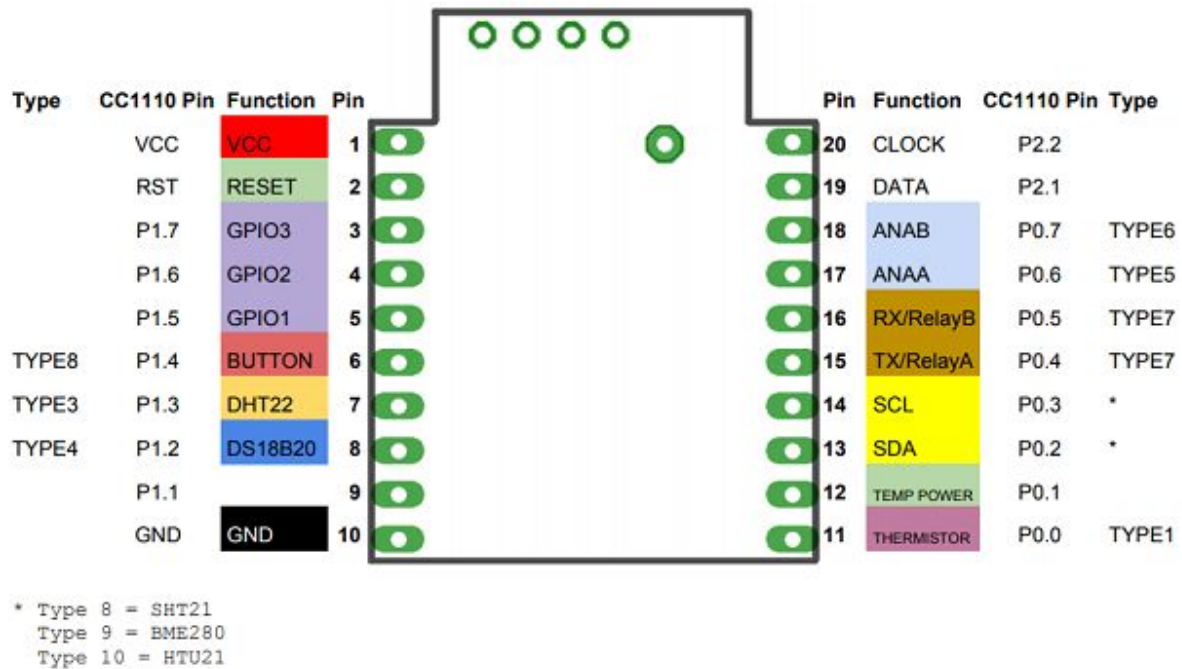 Type CC1110 Pin Function Pin Pin Function CC1110 Pin Type
VCC VCC 1 20 CLOCK P2.2
RST RESET 2 19 DATA P2.1
P1.7 GPIO3 3 18 ANAB P0.7 TYPE6
P1.6 GPIO2 4 17 ANAA P0.6 TYPE5
P1.5 GPIO1 5 16 RX/RelayB P0.5 TYPE7
TYPE8 P1.4 BUTTON 6 15 TX/RelayA P0.4 TYPE7
TYPE3 P1.3 DHT22 7 14 SCL P0.3 *
TYPE4 P1.2 DS18B20 8 13 SDA P0.2 *
P1.1 9 12 TEMP POWER P0.1
GND GND 10 11 THERMISTOR P0.0 TYPE1
* Type 8 = SHT21
Type 9 = BME280
Type 10 = HTU21